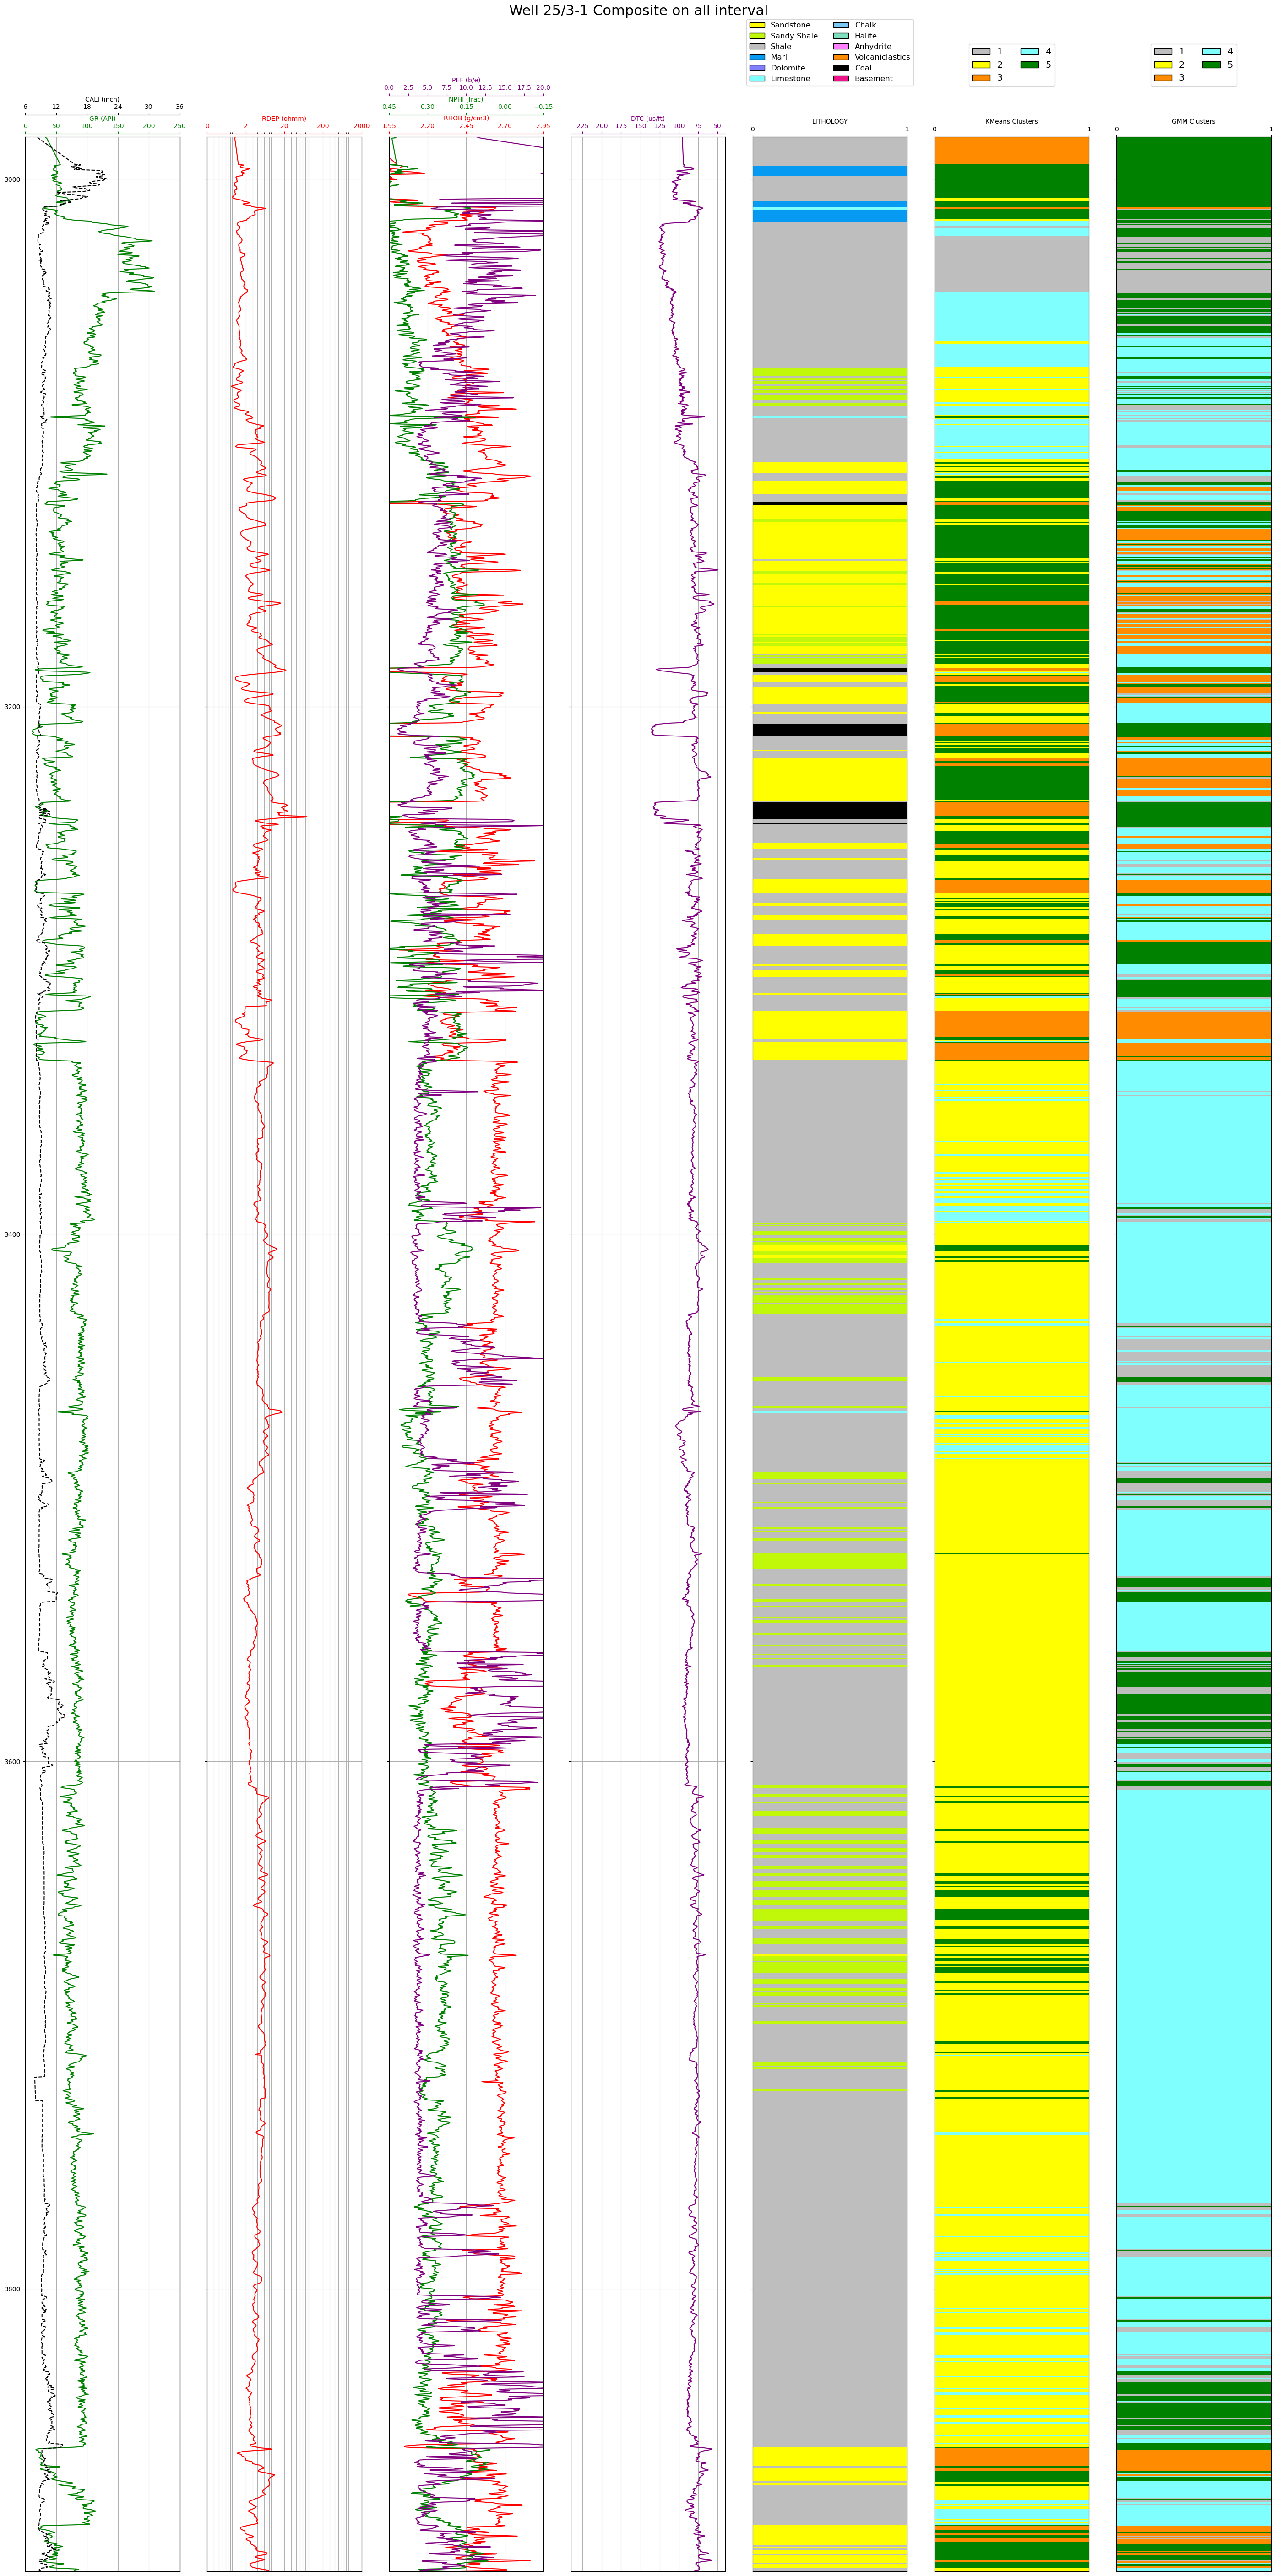 Well 25/3-1 Composite on all interval
Sandstone Chalk
Sandy Shale Halite
Shale Anhydrite
Marl Volcaniclastics
Dolomite Coal
Limestone Basement
1 4
2 5
3
1 4
2 5
3
PEF (b/e)
0.0 2.5 5.0 7.5 10.0 12.5 15.0 17.5 20.0
CALI (inch)
6 12 18 24 30 36
NPHI (frac)
0.45 0.30 0.15 0.00 −0.15
GR (API)
0 50 100 150 200 250
RDEP (ohmm)
0 2 20 200 2000
RHOB (g/cm3)
1.95 2.20 2.45 2.70 2.95
DTC (us/ft)
225 200 175 150 125 100 75 50
LITHOLOGY
0 1
KMeans Clusters
0 1
GMM Clusters
0 1
3000
3200
3400
3600
3800